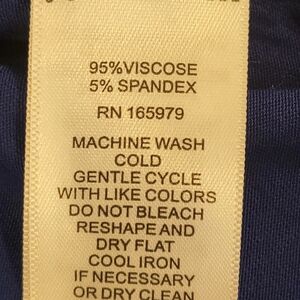 95%VISCOSE
5% SPANDEX
RN 165979
MACHINE WASH
COLD
GENTLE CYCLE
WITH LIKE COLORS
DO NOT BLEACH
RESHAPE AND
DRY FLAT
COOL IRON
IF NECESSARY
OR DRY CLEAN